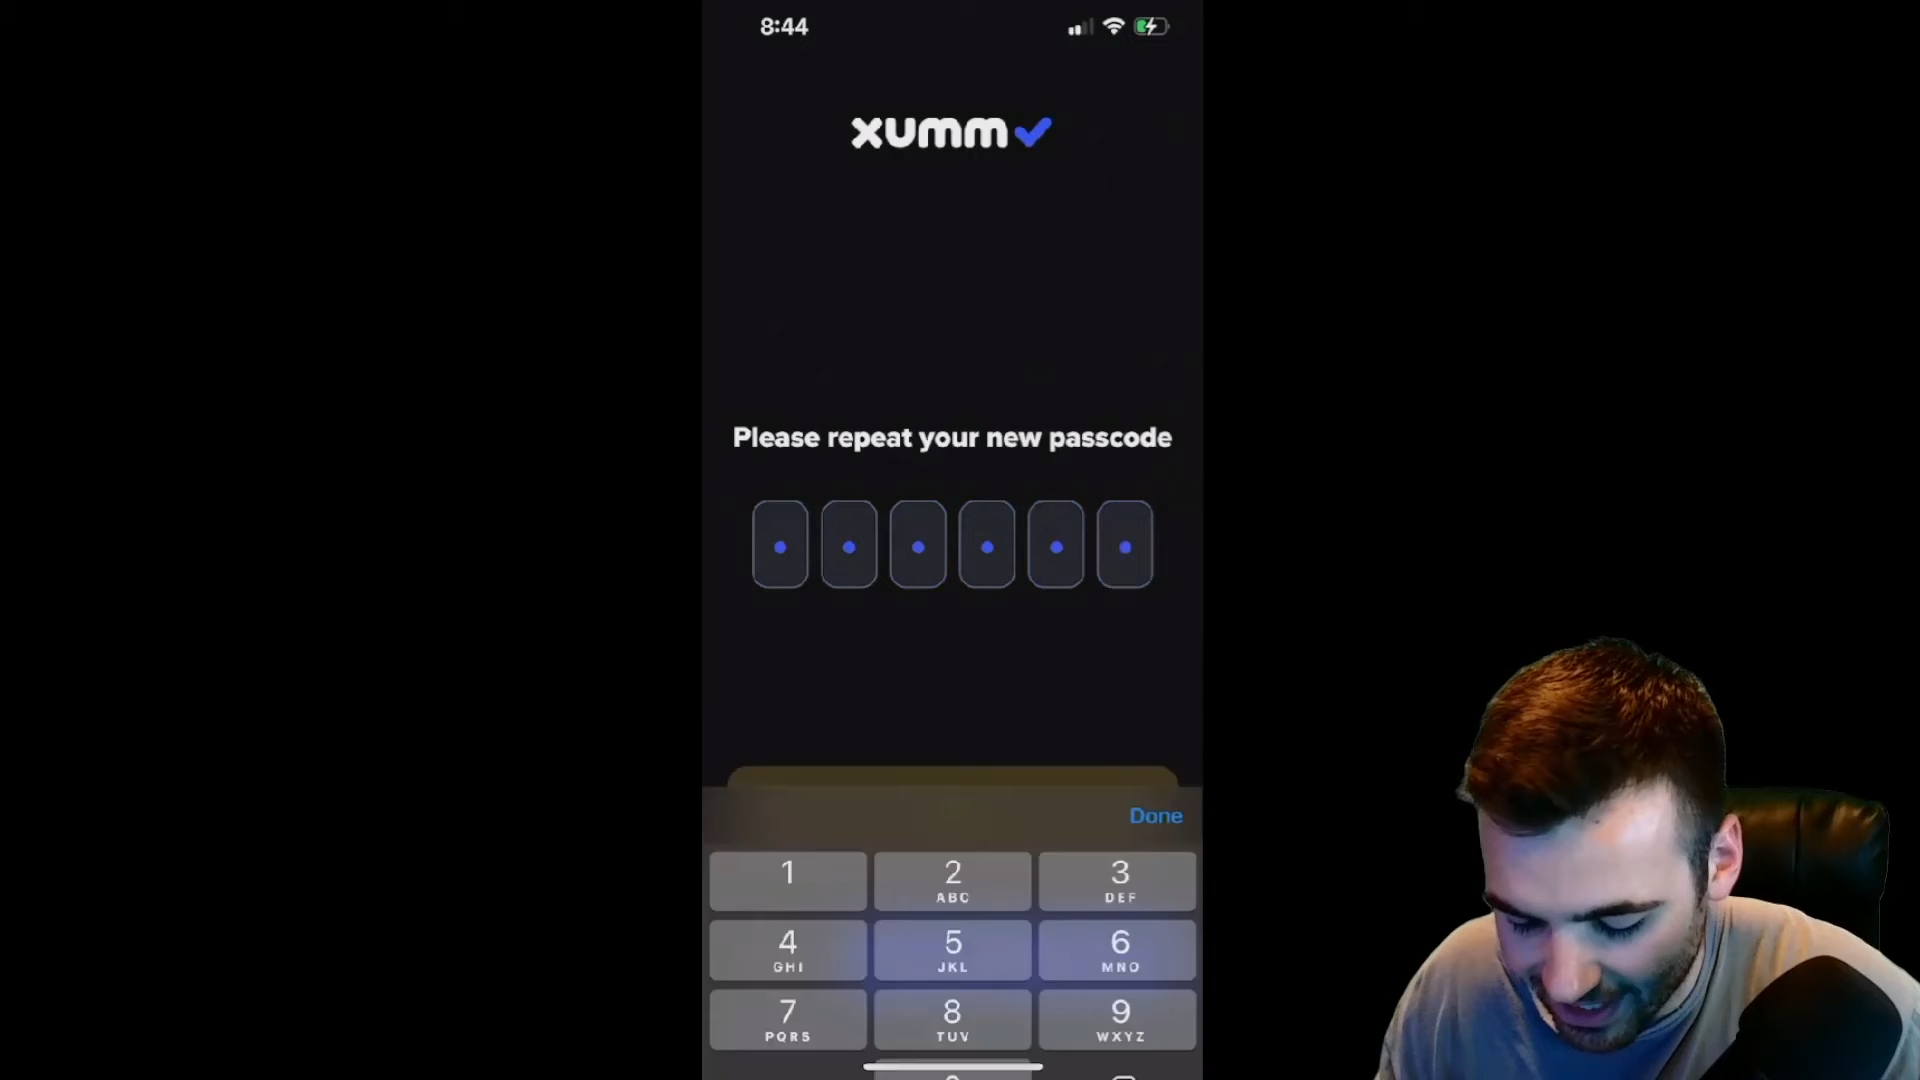 8:44
xumm
Please repeat your new passcode
Done
1
2
ABC
3
DEF
4
GHI
5
JKL
6
MNO
7
PQRS
8
TUV
9
WXYZ